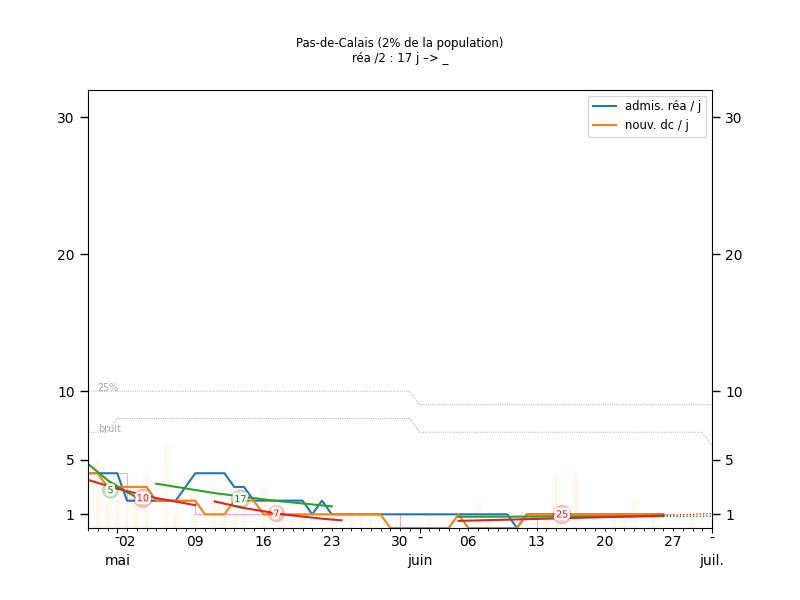 Pas-de-Calais (2% de la population)
réa /2 : 17 j –> _
admis. réa / j
nouv. dc / j
30 30
20 20
10 10
25%
bruit
5 5
5 10 17 7 25
1 1
02 09 16 23 30 06 13 20 27
mai juin juil.